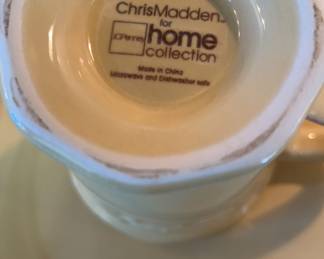 ChrisMadden.
for
JCPenney home
collection
Made in China
Microwave and Dishwasher safe